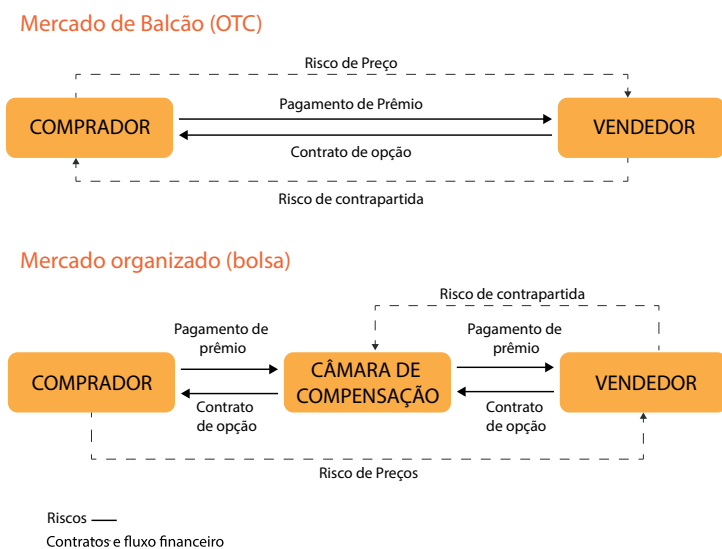 Mercado de Balcão (OTC)
Risco de Preço
Pagamento de Prêmio
COMPRADOR
VENDEDOR
Contrato de opção
Risco de contrapartida
Mercado organizado (bolsa)
Risco de contrapartida
Pagamento de
prêmio
Pagamento de
prêmio
COMPRADOR
CÂMARA DE
COMPENSAÇÃO
VENDEDOR
Contrato
de opção
Contrato
de opção
Risco de Preços
Riscos
Contratos e fluxo financeiro